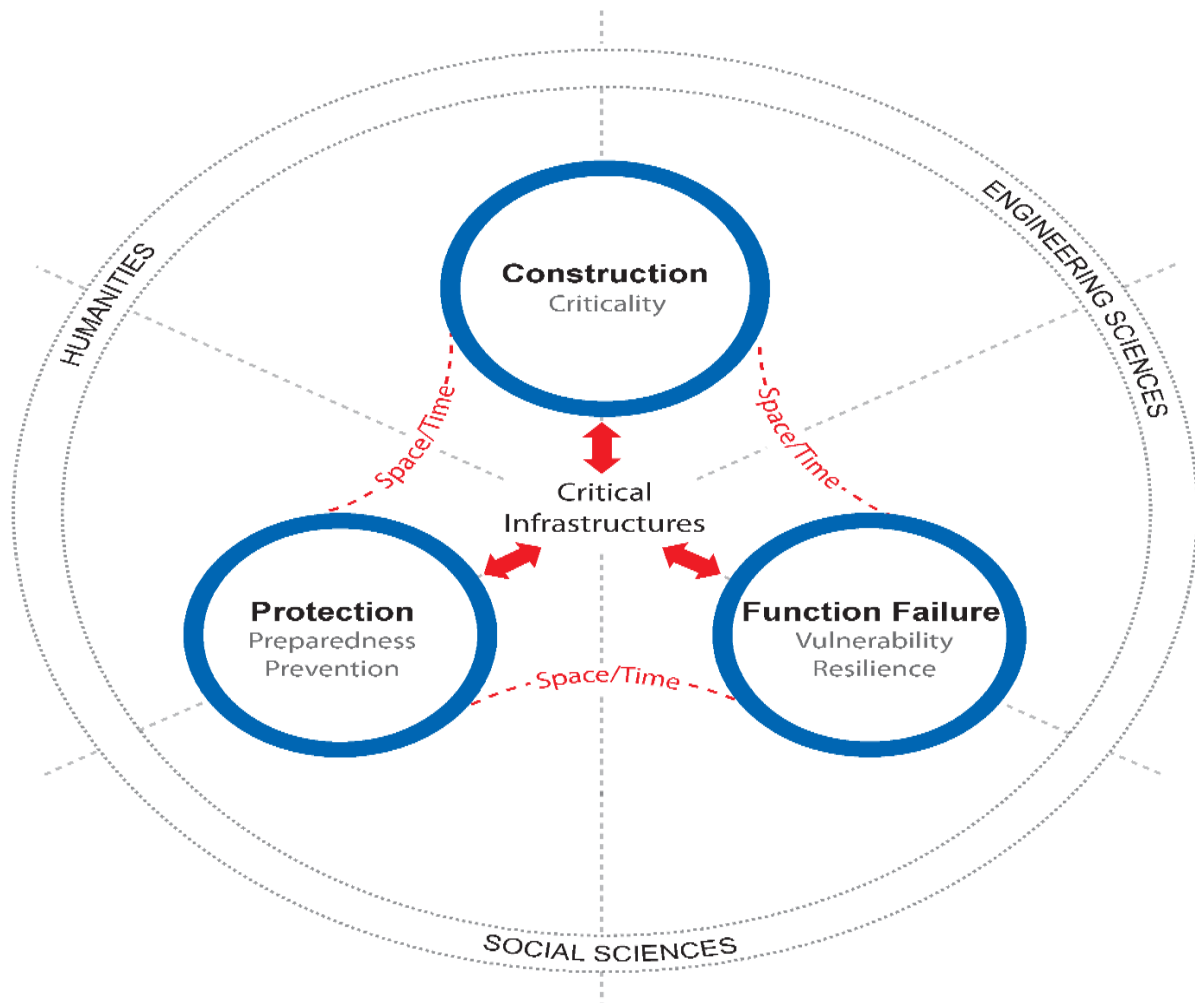 HUMANITIES
ENGINEERING SCIENCES
Construction
Criticality
Space/Time
Space/Time
Critical
Infrastructures
Protection
Preparedness
Prevention
Function Failure
Vulnerability
Resilience
Space/Time
SOCIAL SCIENCES